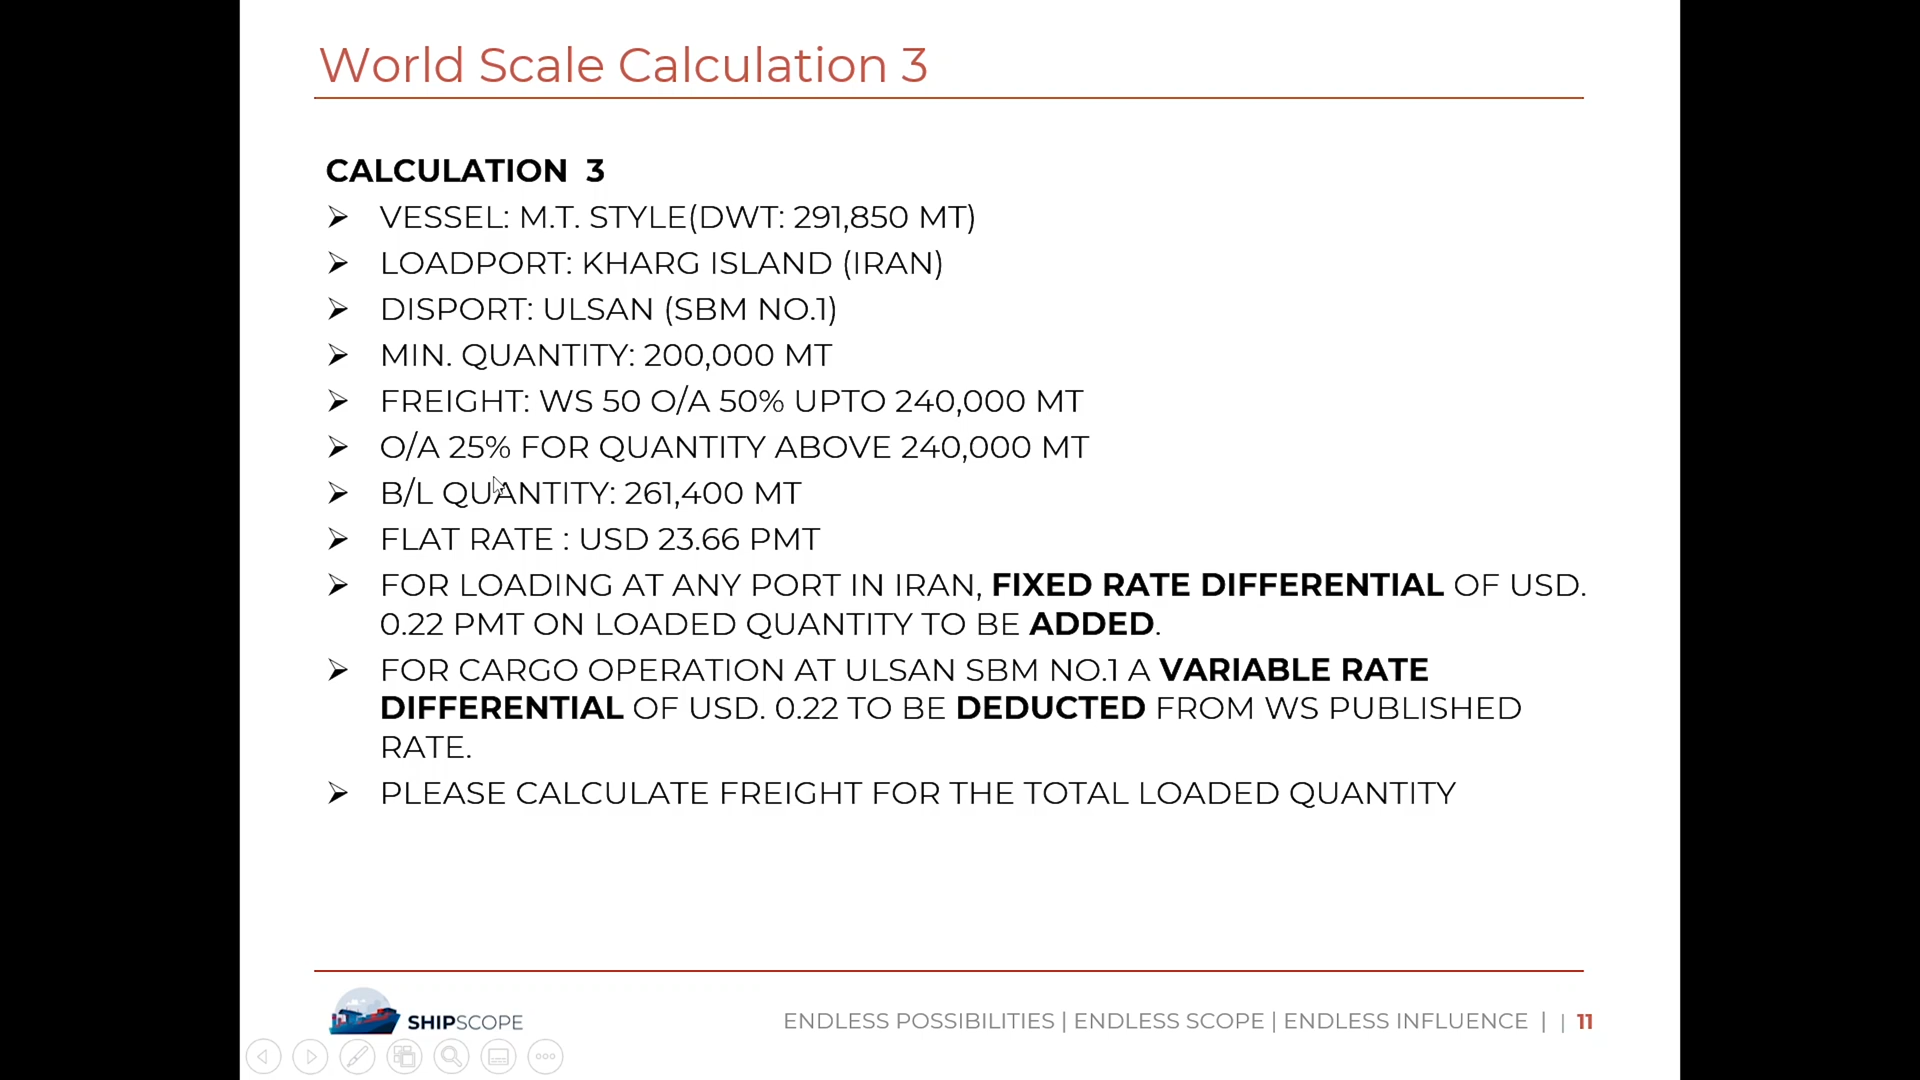 World Scale Calculation 3
CALCULATION 3
VESSEL: M.T. STYLE(DWT: 291,850 MT)
LOADPORT: KHARG ISLAND (IRAN)
DISPORT: ULSAN (SBM NO.1)
MIN. QUANTITY: 200,000 MT
FREIGHT: WS 50 O/A 50% UPTO 240,000 MT
O/A 25% FOR QUANTITY ABOVE 240,000 MT
B/L QUANTITY: 261,400 MT
FLAT RATE : USD 23.66 PMT
FOR LOADING AT ANY PORT IN IRAN, FIXED RATE DIFFERENTIAL OF USD.
0.22 PMT ON LOADED QUANTITY TO BE ADDED.
FOR CARGO OPERATION AT ULSAN SBM NO.1 A VARIABLE RATE
DIFFERENTIAL OF USD. 0.22 TO BE DEDUCTED FROM WS PUBLISHED
RATE.
PLEASE CALCULATE FREIGHT FOR THE TOTAL LOADED QUANTITY
SHIPSCOPE
ENDLESS POSSIBILITIES | ENDLESS SCOPE | ENDLESS INFLUENCE | | 11